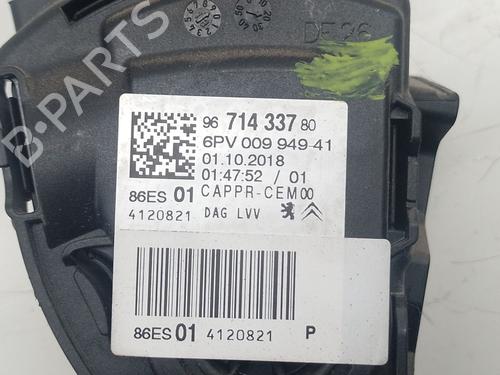 DE26
96 714 337 80
6PV 009 949-41
01.10.2018
01:47:52 / 01
86ES 01 CAPPR-CEM00
4120821 DAG LVV
86ES 01 4120821 P
B-PARTS